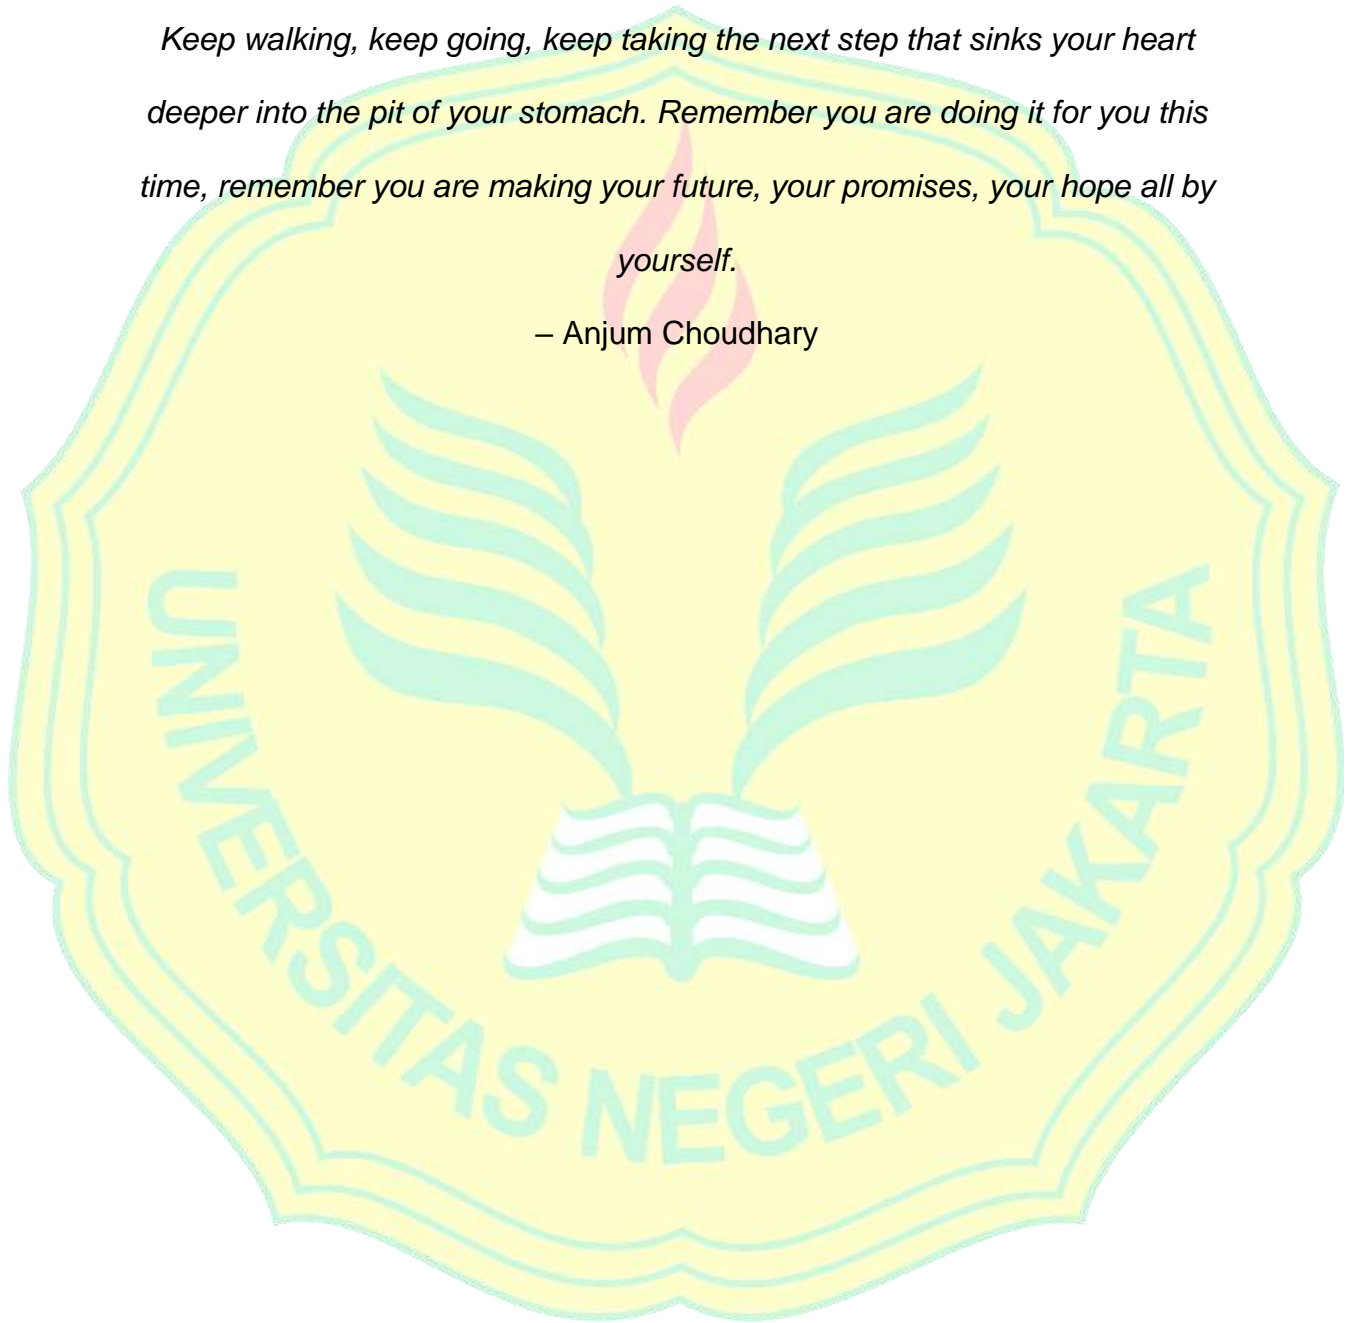 Keep walking, keep going, keep taking the next step that sinks your heart
deeper into the pit of your stomach. Remember you are doing it for you this
time, remember you are making your future, your promises, your hope all by
yourself.
– Anjum Choudhary
UNIVERSITAS NEGERI JAKARTA